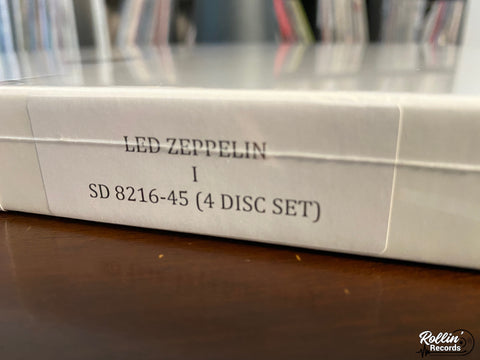 LED ZEPPELIN
I
SD 8216-45 (4 DISC SET)
Rollin'
Records